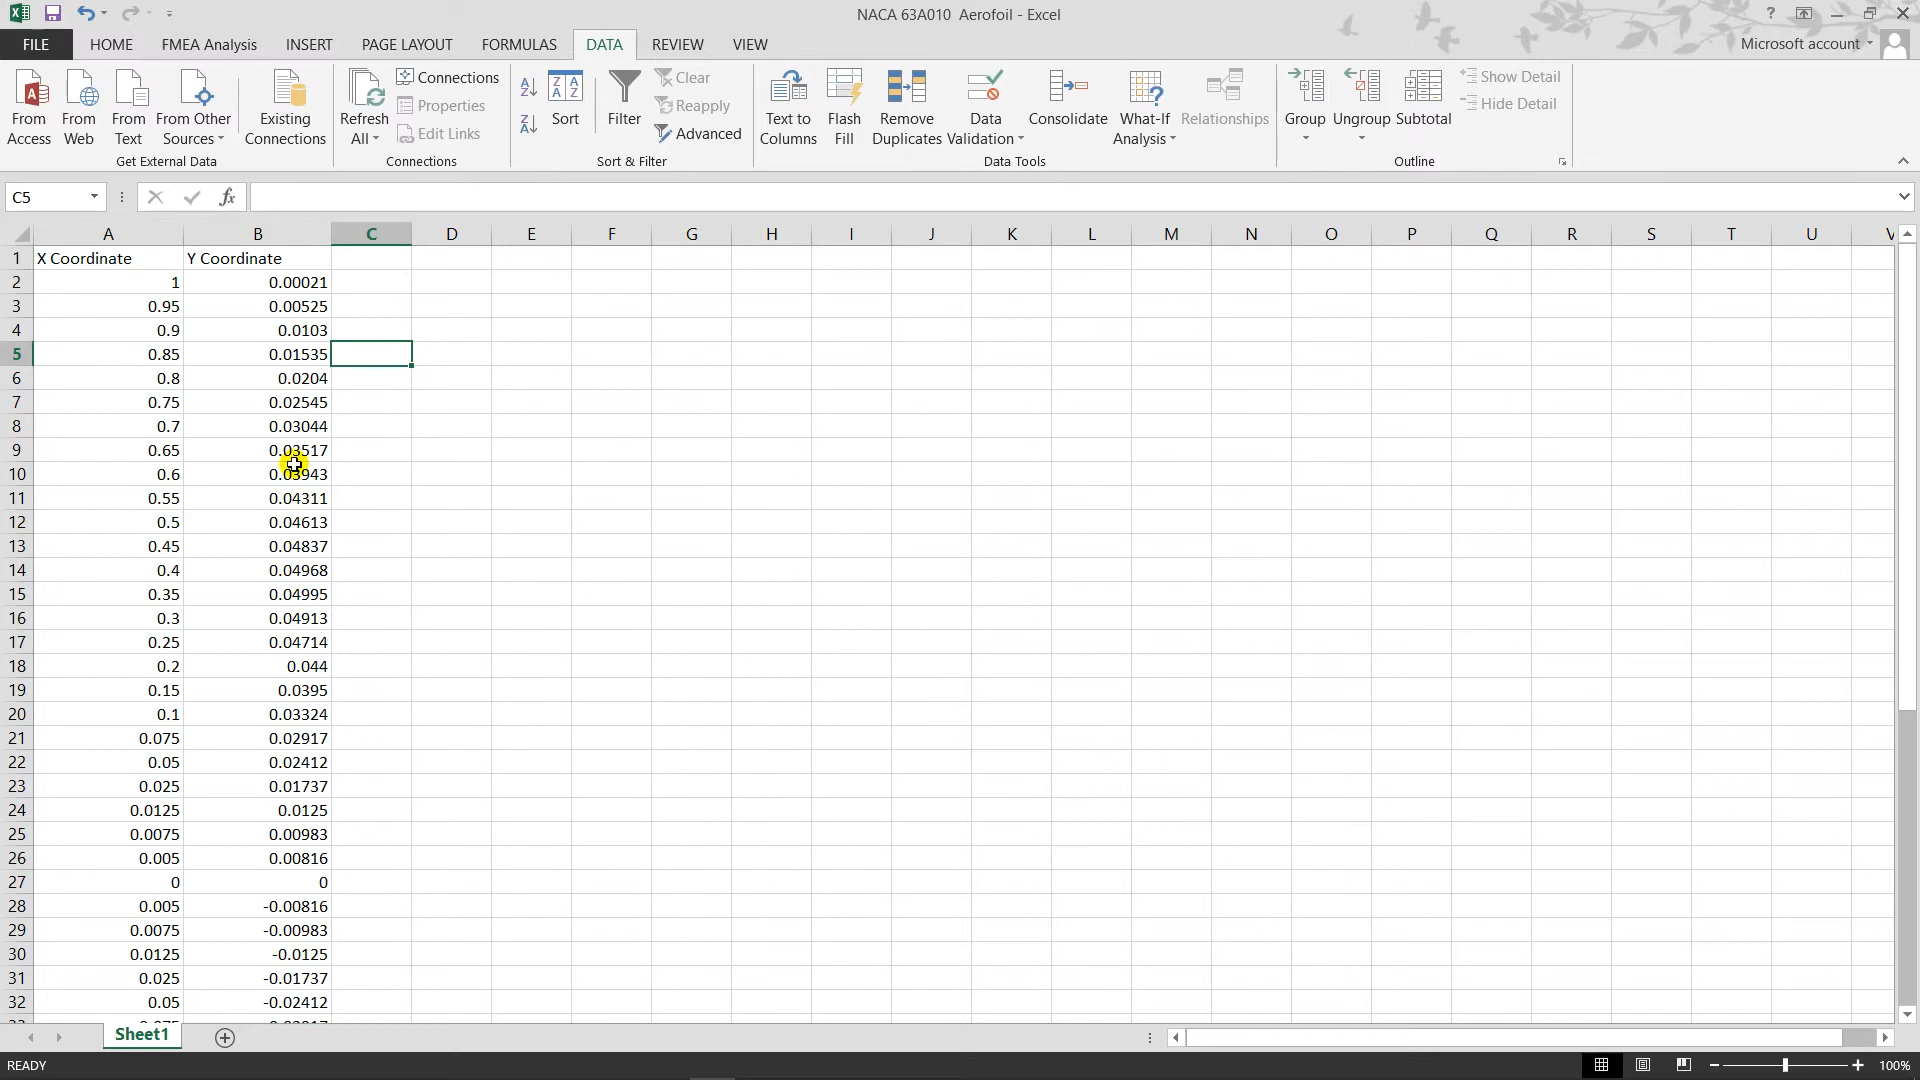 NACA 63A010 Aerofoil - Excel
FILE HOME FMEA Analysis INSERT PAGE LAYOUT FORMULAS DATA REVIEW VIEW Microsoft account
From Access
From Web
From Text
From Other Sources
Existing Connections
Get External Data
Refresh All
Connections
Properties
Edit Links
Connections
Sort
Filter
Clear
Reapply
Advanced
Sort & Filter
Text to Columns
Flash Fill
Remove Duplicates
Data Validation
Consolidate
What-If Analysis
Relationships
Data Tools
Group
Ungroup
Subtotal
Show Detail
Hide Detail
Outline
C5 fx
A B C D E F G H I J K L M N O P Q R S T U V
1 X Coordinate Y Coordinate
2 1 0.00021
3 0.95 0.00525
4 0.9 0.0103
5 0.85 0.01535
6 0.8 0.0204
7 0.75 0.02545
8 0.7 0.03044
9 0.65 0.03517
10 0.6 0.03943
11 0.55 0.04311
12 0.5 0.04613
13 0.45 0.04837
14 0.4 0.04968
15 0.35 0.04995
16 0.3 0.04913
17 0.25 0.04714
18 0.2 0.044
19 0.15 0.0395
20 0.1 0.03324
21 0.075 0.02917
22 0.05 0.02412
23 0.025 0.01737
24 0.0125 0.0125
25 0.0075 0.00983
26 0.005 0.00816
27 0 0
28 0.005 -0.00816
29 0.0075 -0.00983
30 0.0125 -0.0125
31 0.025 -0.01737
32 0.05 -0.02412
Sheet1
READY 100%